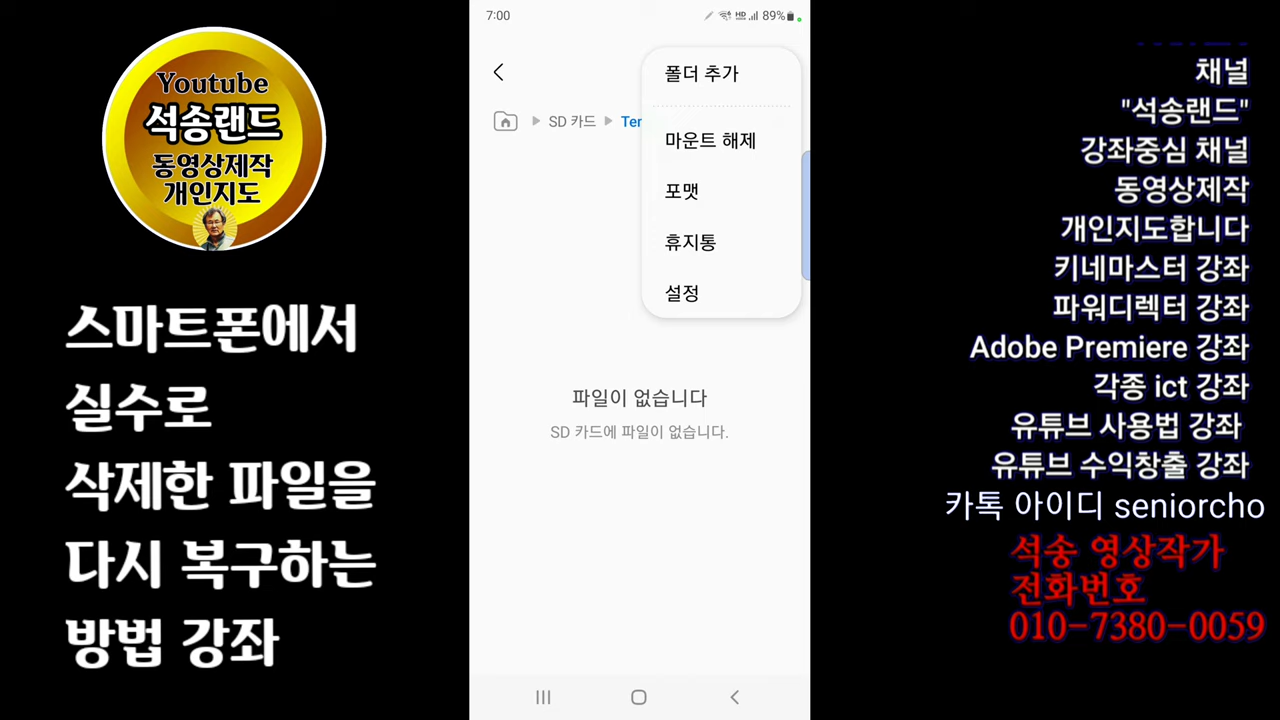 Youtube
석송랜드
동영상제작
개인지도
스마트폰에서
실수로
삭제한 파일을
다시 복구하는
방법 강좌
7:00
89%
폴더 추가
SD 카드
Ter
마운트 해제
포맷
휴지통
설정
파일이 없습니다
SD 카드에 파일이 없습니다.
채널
"석송랜드"
강좌중심 채널
동영상제작
개인지도합니다
키네마스터 강좌
파워디렉터 강좌
Adobe Premiere 강좌
각종 ict 강좌
유튜브 사용법 강좌
유튜브 수익창출 강좌
카톡 아이디 seniorcho
석송 영상작가
전화번호
010-7380-0059